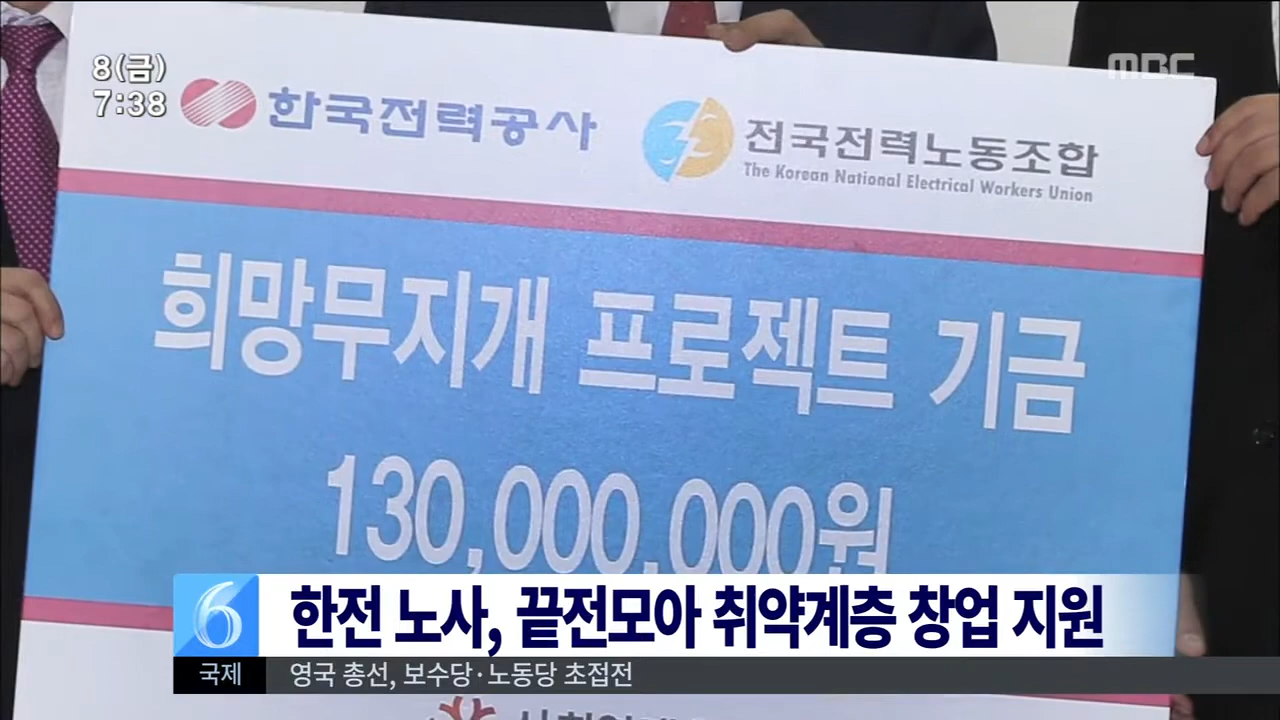 8(금)
7:38
MBC
한국전력공사
전국전력노동조합
The Korean National Electrical Workers Union
희망무지개 프로젝트 기금
130,000,000원
6 한전 노사, 끝전모아 취약계층 창업 지원
국제 영국 총선, 보수당·노동당 초접전